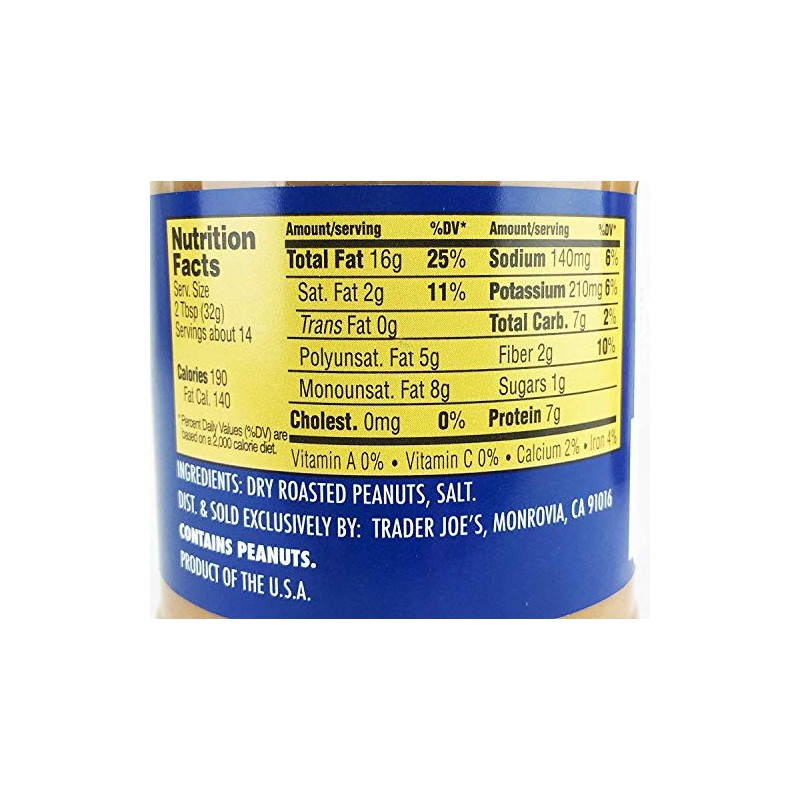 Nutrition
Facts
Serv. Size
2 Tbsp (32g)
Servings about 14
Calories 190
Fat Cal. 140
*Percent Daily Values (%DV) are
based on a 2,000 calorie diet.
Amount/serving %DV*
Total Fat 16g 25%
Sat. Fat 2g 11%
Trans Fat 0g
Polyunsat. Fat 5g
Monounsat. Fat 8g
Cholest. 0mg 0%
Amount/serving %DV*
Sodium 140mg 6%
Potassium 210mg 6%
Total Carb. 7g 2%
Fiber 2g 10%
Sugars 1g
Protein 7g
Vitamin A 0% • Vitamin C 0% • Calcium 2% • Iron 4%
INGREDIENTS: DRY ROASTED PEANUTS, SALT.
DIST. & SOLD EXCLUSIVELY BY: TRADER JOE'S, MONROVIA, CA 91016
CONTAINS PEANUTS.
PRODUCT OF THE U.S.A.